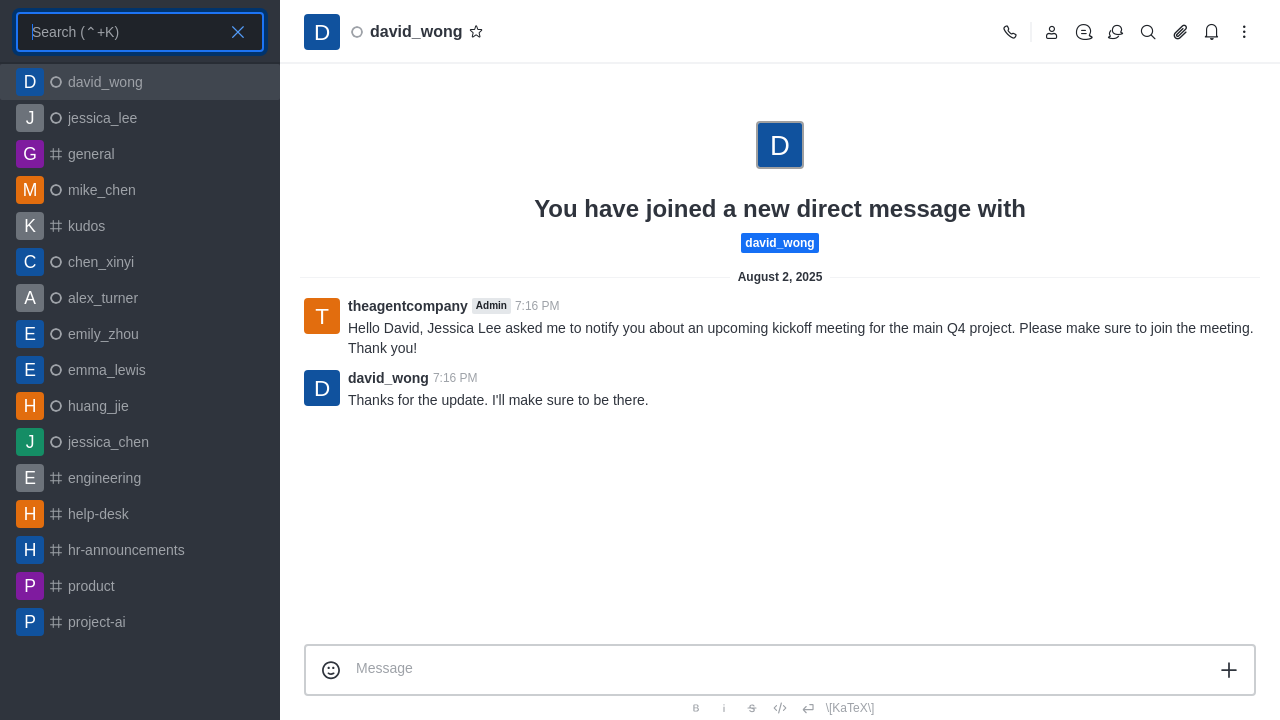 Search (⌃+K)
D david_wong
J jessica_lee
G general
M mike_chen
K kudos
C chen_xinyi
A alex_turner
E emily_zhou
E emma_lewis
H huang_jie
J jessica_chen
E engineering
H help-desk
H hr-announcements
P product
P project-ai
D david_wong
D
You have joined a new direct message with
david_wong
August 2, 2025
T theagentcompany Admin 7:16 PM
Hello David, Jessica Lee asked me to notify you about an upcoming kickoff meeting for the main Q4 project. Please make sure to join the meeting.
Thank you!
D david_wong 7:16 PM
Thanks for the update. I'll make sure to be there.
Message
B i S \[KaTeX\]